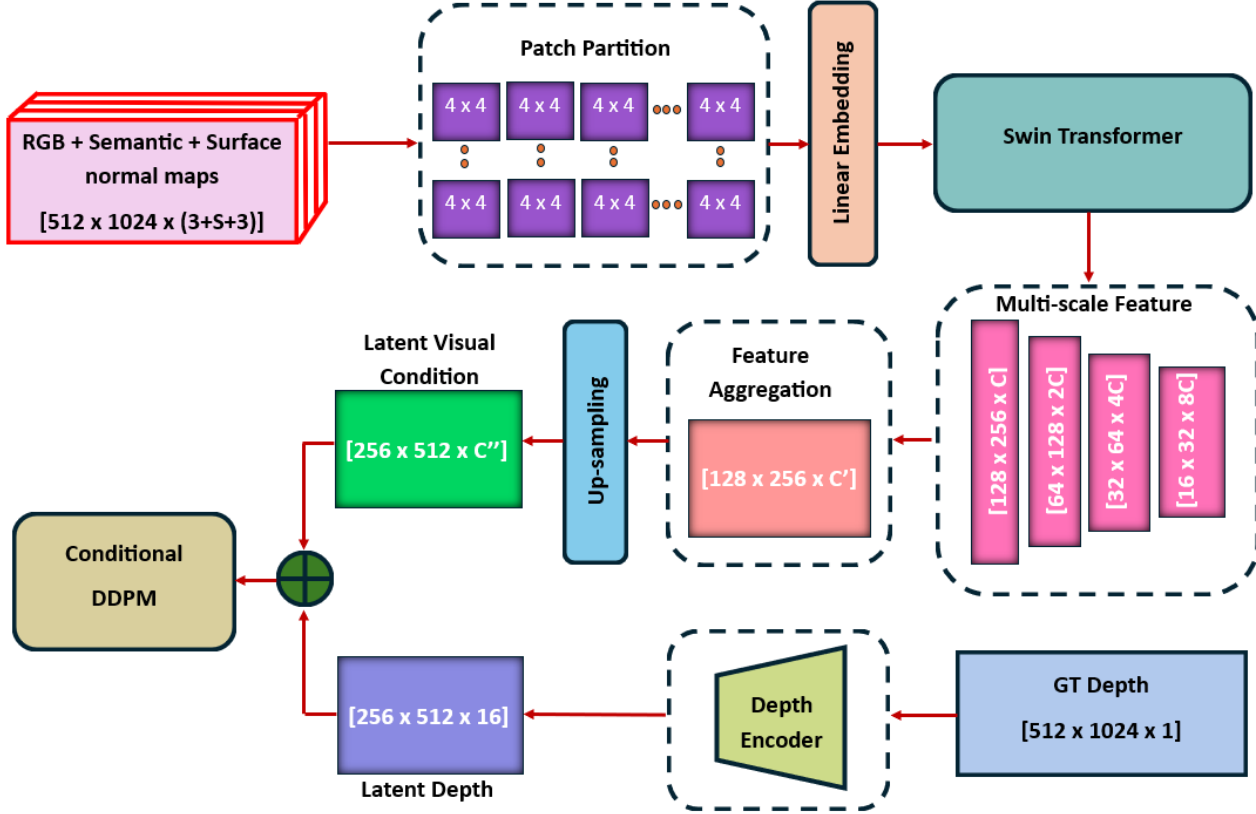 Patch Partition
4 x 4 4 x 4 4 x 4 4 x 4
4 x 4 4 x 4 4 x 4 4 x 4
RGB + Semantic + Surface
normal maps
[512 x 1024 x (3+S+3)]
Linear Embedding
Swin Transformer
Multi-scale Feature
[128 x 256 x C]
[64 x 128 x 2C]
[32 x 64 x 4C]
[16 x 32 x 8C]
Feature
Aggregation
[128 x 256 x C']
Up-sampling
Latent Visual
Condition
[256 x 512 x C'']
Conditional
DDPM
[256 x 512 x 16]
Latent Depth
Depth
Encoder
GT Depth
[512 x 1024 x 1]